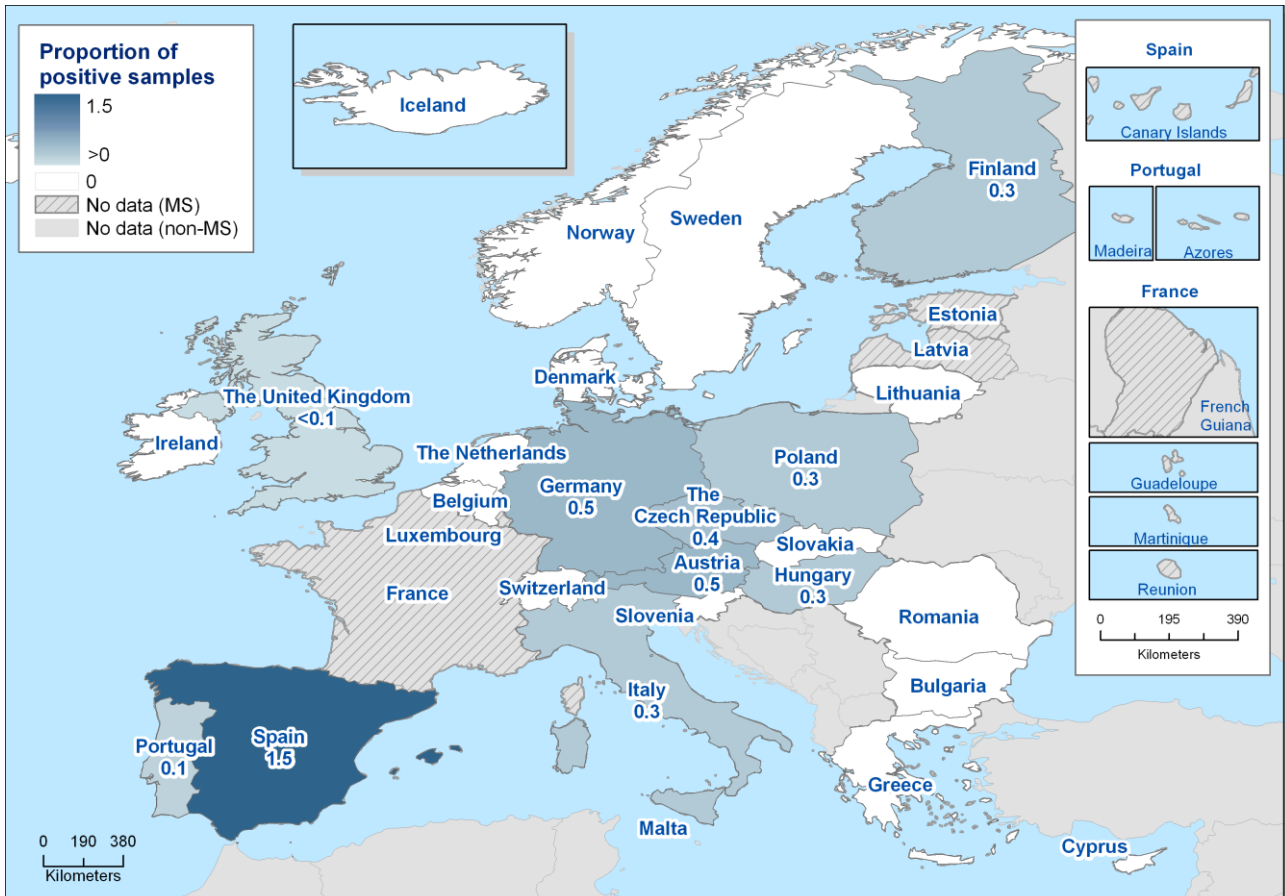 Proportion of
positive samples
1.5
>0
0
No data (MS)
No data (non-MS)
Iceland
Norway
Sweden
Finland
0.3
Estonia
Latvia
Lithuania
Denmark
The United Kingdom
<0.1
Ireland
The Netherlands
Belgium
Luxembourg
Germany
0.5
Poland
0.3
The
Czech Republic
0.4
Slovakia
Austria
0.5
Hungary
0.3
France
Switzerland
Slovenia
Romania
Bulgaria
Italy
0.3
Portugal
0.1
Spain
1.5
Greece
Malta
Cyprus
0 190 380
Kilometers
Spain
Canary Islands
Portugal
Madeira
Azores
France
French
Guiana
Guadeloupe
Martinique
Reunion
0 195 390
Kilometers